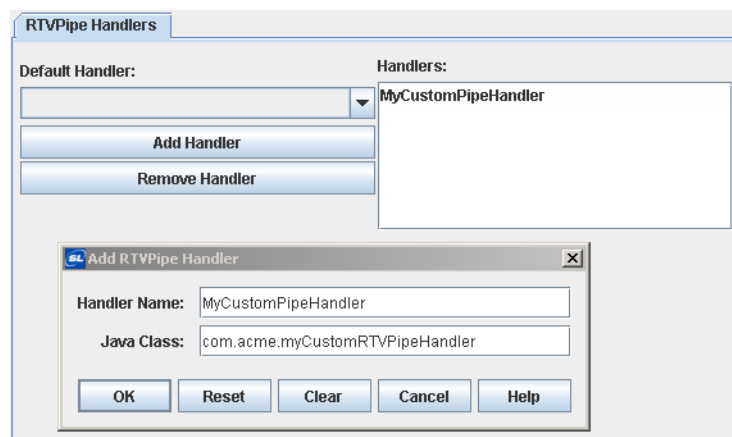 RTVPipe Handlers
Default Handler:
Handlers:
MyCustomPipeHandler
Add Handler
Remove Handler
SL Add RTVPipe Handler
Handler Name: MyCustomPipeHandler
Java Class: com.acme.myCustomRTVPipeHandler
OK Reset Clear Cancel Help